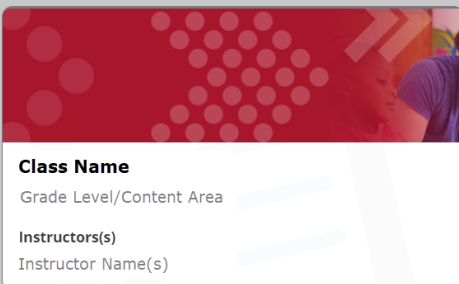 Class Name
Grade Level/Content Area
Instructors(s)
Instructor Name(s)